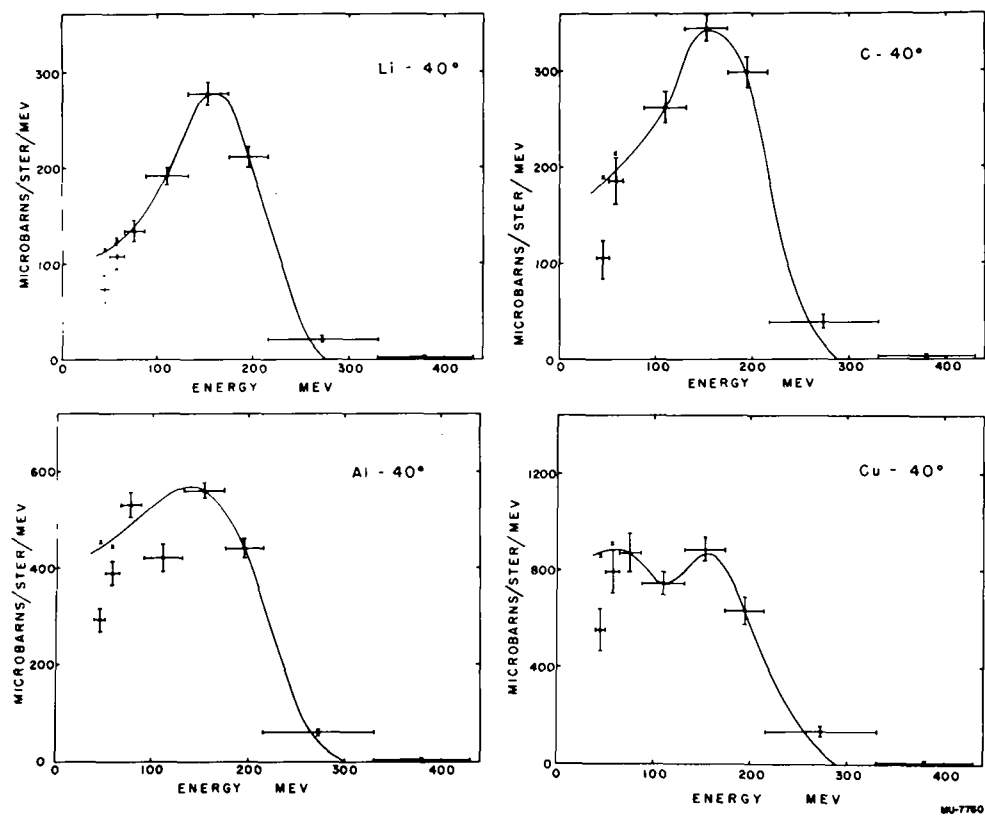 Li - 40°
300
200
100
0
MICROBARNS/STER/MEV
0 100 200 300 400
ENERGY MEV
C - 40°
300
200
100
0
MICROBARNS/STER/MEV
0 100 200 300 400
ENERGY MEV
Al - 40°
600
400
200
0
MICROBARNS/STER/MEV
0 100 200 300 400
ENERGY MEV
Cu - 40°
1200
800
400
0
MICROBARNS/STER/MEV
0 100 200 300 400
ENERGY MEV
MU-7760